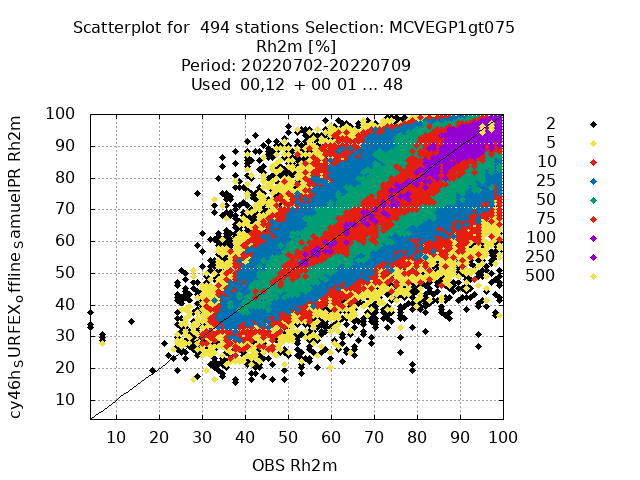 Scatterplot for 494 stations Selection: MCVEGP1gt075
Rh2m [%]
Period: 20220702-20220709
Used 00,12 + 00 01 ... 48
100
90
80
70
60
50
40
30
20
10
cy46h_SURFEX_offline_samuelPR Rh2m
10 20 30 40 50 60 70 80 90 100
OBS Rh2m
2
5
10
25
50
75
100
250
500